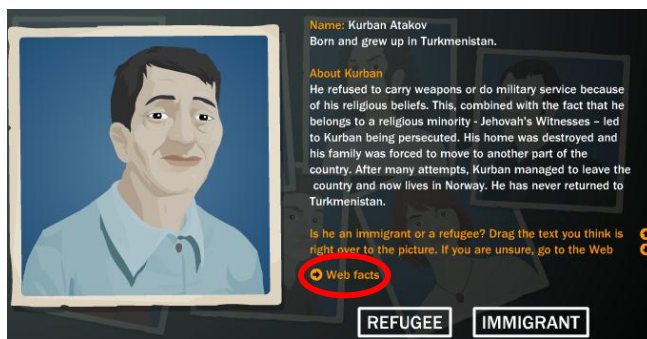 Name: Kurban Atakov
Born and grew up in Turkmenistan.
About Kurban
He refused to carry weapons or do military service because
of his religious beliefs. This, combined with the fact that he
belongs to a religious minority - Jehovah's Witnesses – led
to Kurban being persecuted. His home was destroyed and
his family was forced to move to another part of the
country. After many attempts, Kurban managed to leave the
country and now lives in Norway. He has never returned to
Turkmenistan.
Is he an immigrant or a refugee? Drag the text you think is
right over to the picture. If you are unsure, go to the Web
Web facts
REFUGEE IMMIGRANT